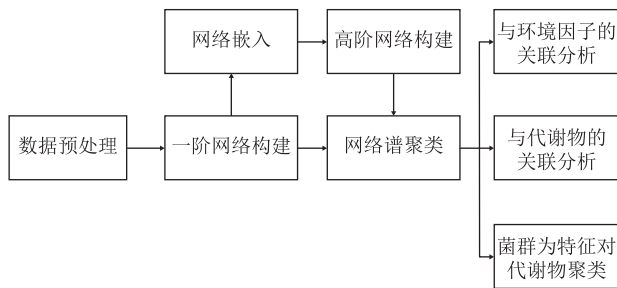 网络嵌入
高阶网络构建
与环境因子的
关联分析
数据预处理
一阶网络构建
网络谱聚类
与代谢物的
关联分析
菌群为特征对
代谢物聚类